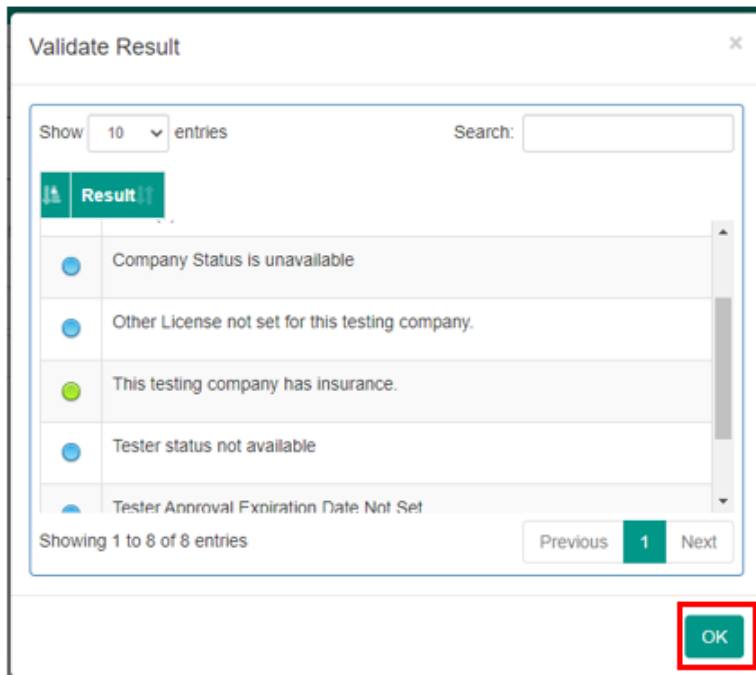 Validate Result ×
Show 10 entries Search:
Result
Company Status is unavailable
Other License not set for this testing company.
This testing company has insurance.
Tester status not available
Tester Approval Expiration Date Not Set
Showing 1 to 8 of 8 entries Previous 1 Next
OK